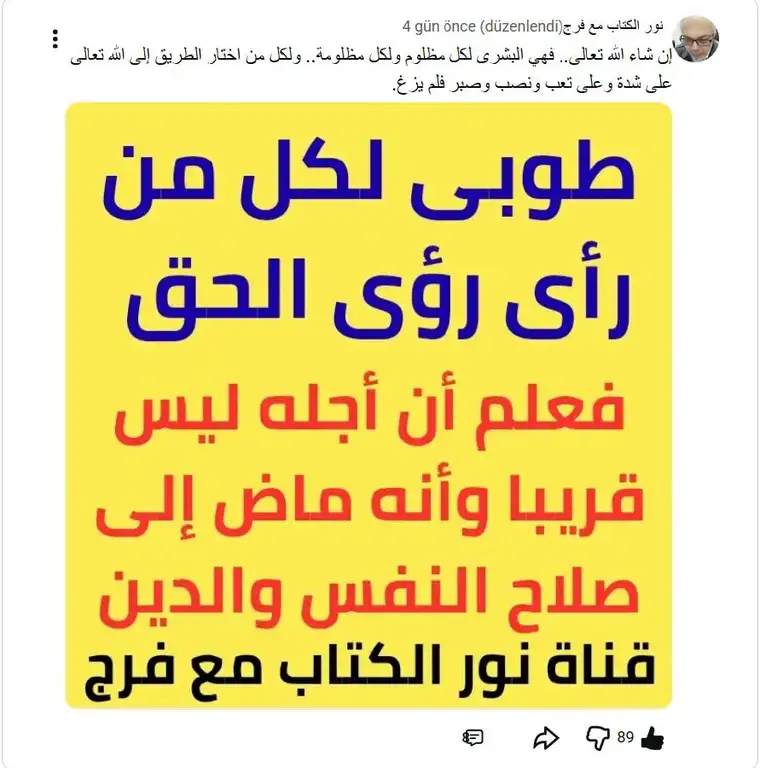 نور الكتاب مع فرج 4 gün önce (düzenlendi)
إن شاء الله تعالى.. فهي البشرى لكل مظلوم ولكل مظلومة.. ولكل من اختار الطريق إلى الله تعالى
على شدة وعلى تعب ونصب وصبر فلم يزغ.
طوبى لكل من
رأى رؤى الحق
فعلم أن أجله ليس
قريبا وأنه ماض إلى
صلاح النفس والدين
قناة نور الكتاب مع فرج
89